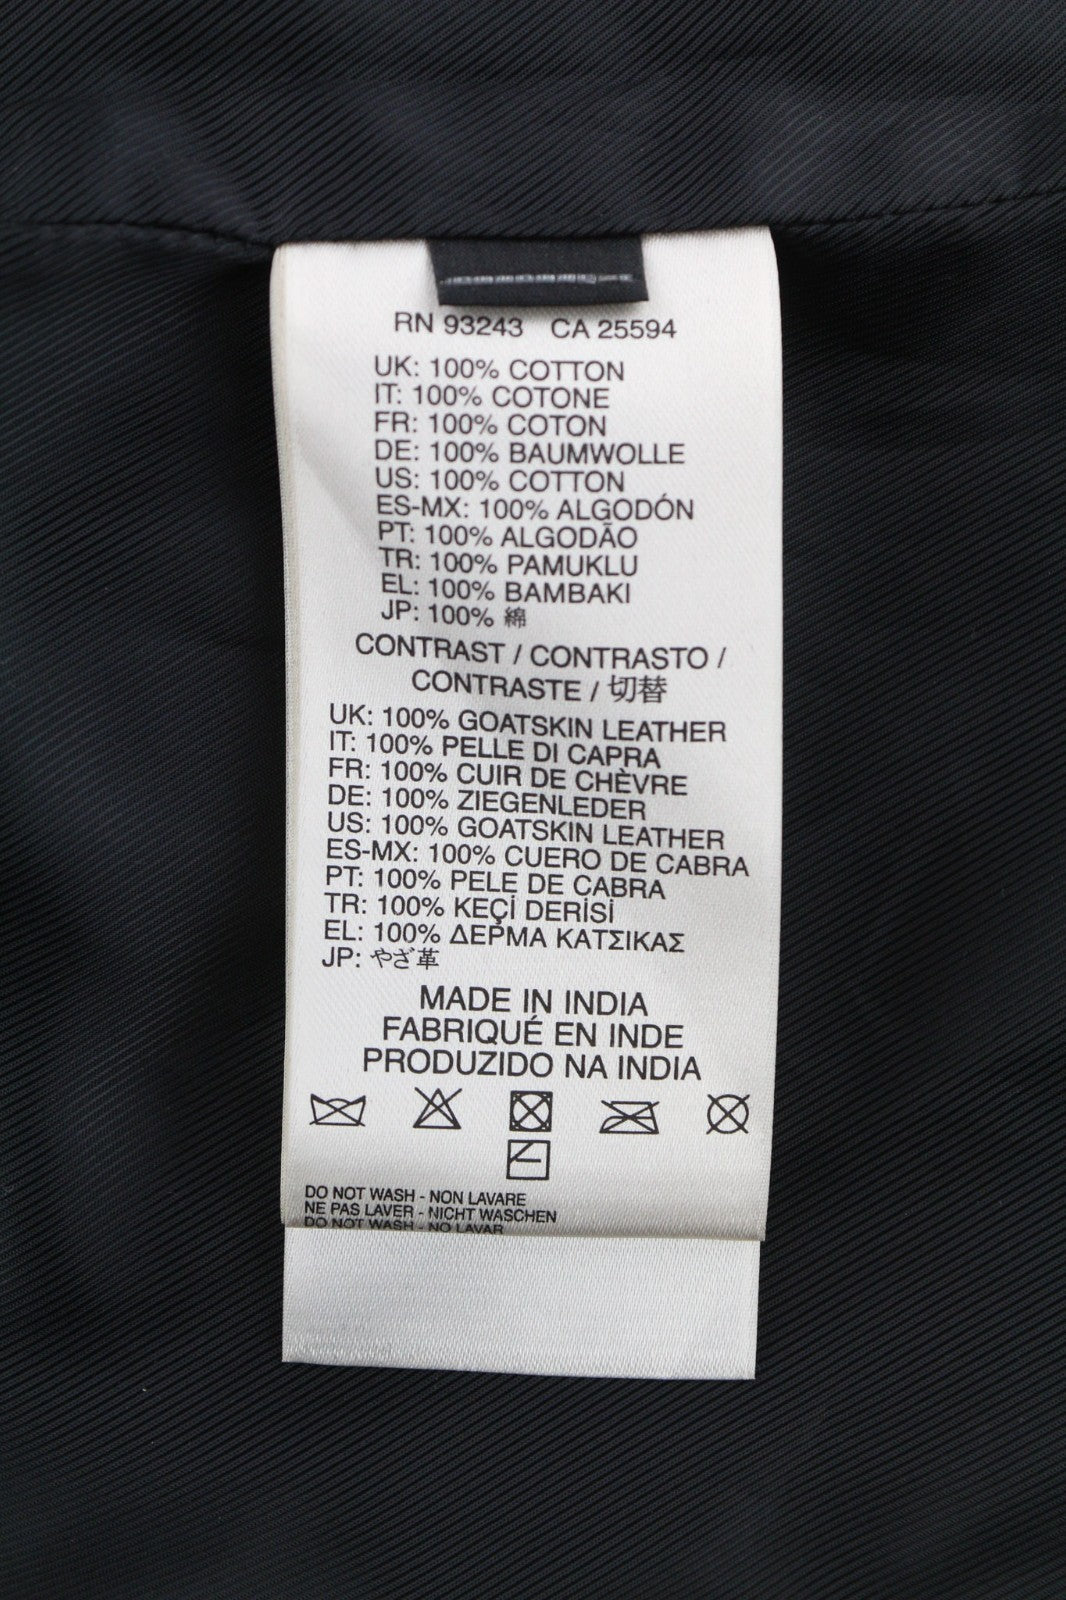 RN 93243 CA 25594
UK: 100% COTTON
IT: 100% COTONE
FR: 100% COTON
DE: 100% BAUMWOLLE
US: 100% COTTON
ES-MX: 100% ALGODÓN
PT: 100% ALGODÃO
TR: 100% PAMUKLU
EL: 100% BAMBAKI
JP: 100% 綿
CONTRAST / CONTRASTO /
CONTRASTE / 切替
UK: 100% GOATSKIN LEATHER
IT: 100% PELLE DI CAPRA
FR: 100% CUIR DE CHÈVRE
DE: 100% ZIEGENLEDER
US: 100% GOATSKIN LEATHER
ES-MX: 100% CUERO DE CABRA
PT: 100% PELE DE CABRA
TR: 100% KEÇİ DERİSİ
EL: 100% ΔΕΡΜΑ ΚΑΤΣΙΚΑΣ
JP: やざ革
MADE IN INDIA
FABRIQUÉ EN INDE
PRODUZIDO NA INDIA
DO NOT WASH - NON LAVARE
NE PAS LAVER - NICHT WASCHEN
DO NOT WASH - NO LAVAR